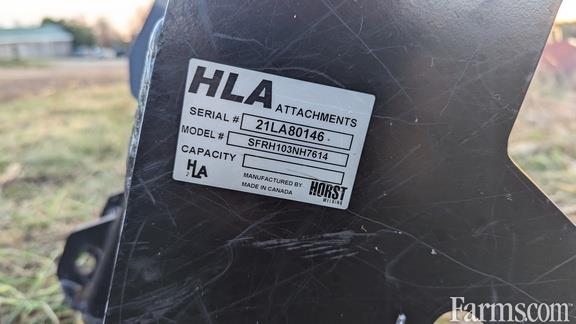 HLA ATTACHMENTS
SERIAL # 21LA80146
MODEL # SFRH103NH7614
CAPACITY
HLA
MANUFACTURED BY
MADE IN CANADA
HORST
WELDING
Farms.com